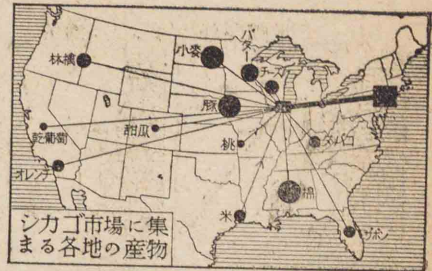 林檎
小麥
バター
チーズ
豚
乾葡萄
甜瓜
桃
タバコ
オレンヂ
米
棉
ザボン
シカゴ市場に集
まる各地の産物